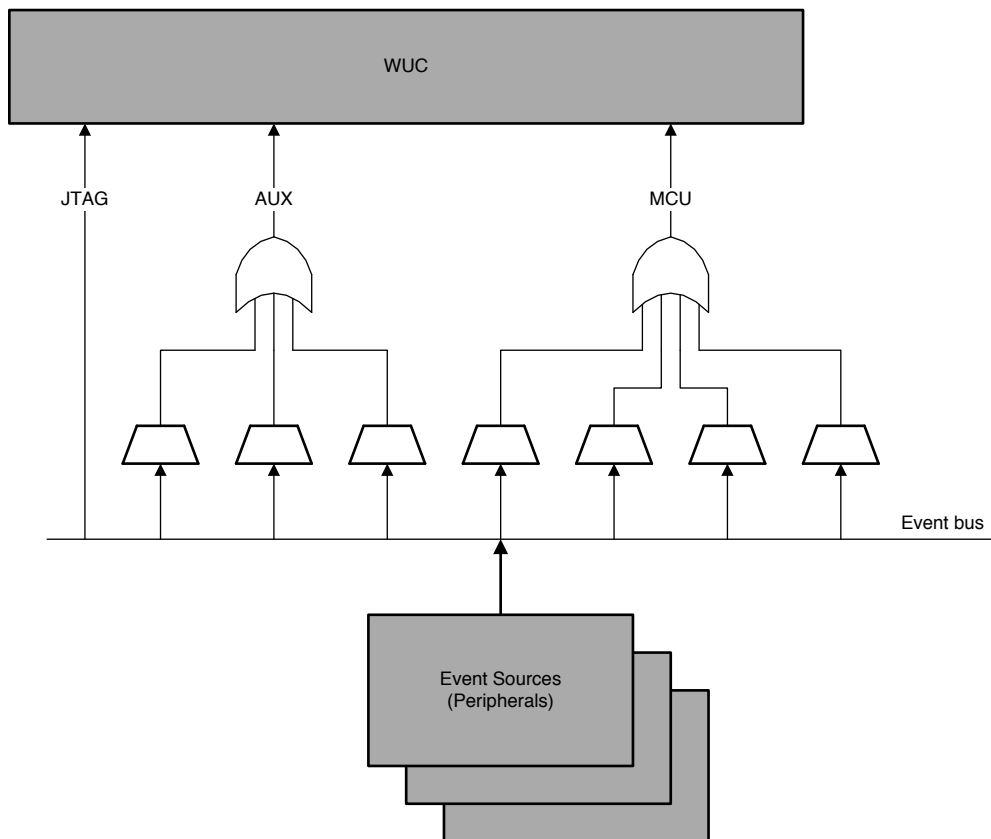 WUC
JTAG
AUX
MCU
Event bus
Event Sources
(Peripherals)